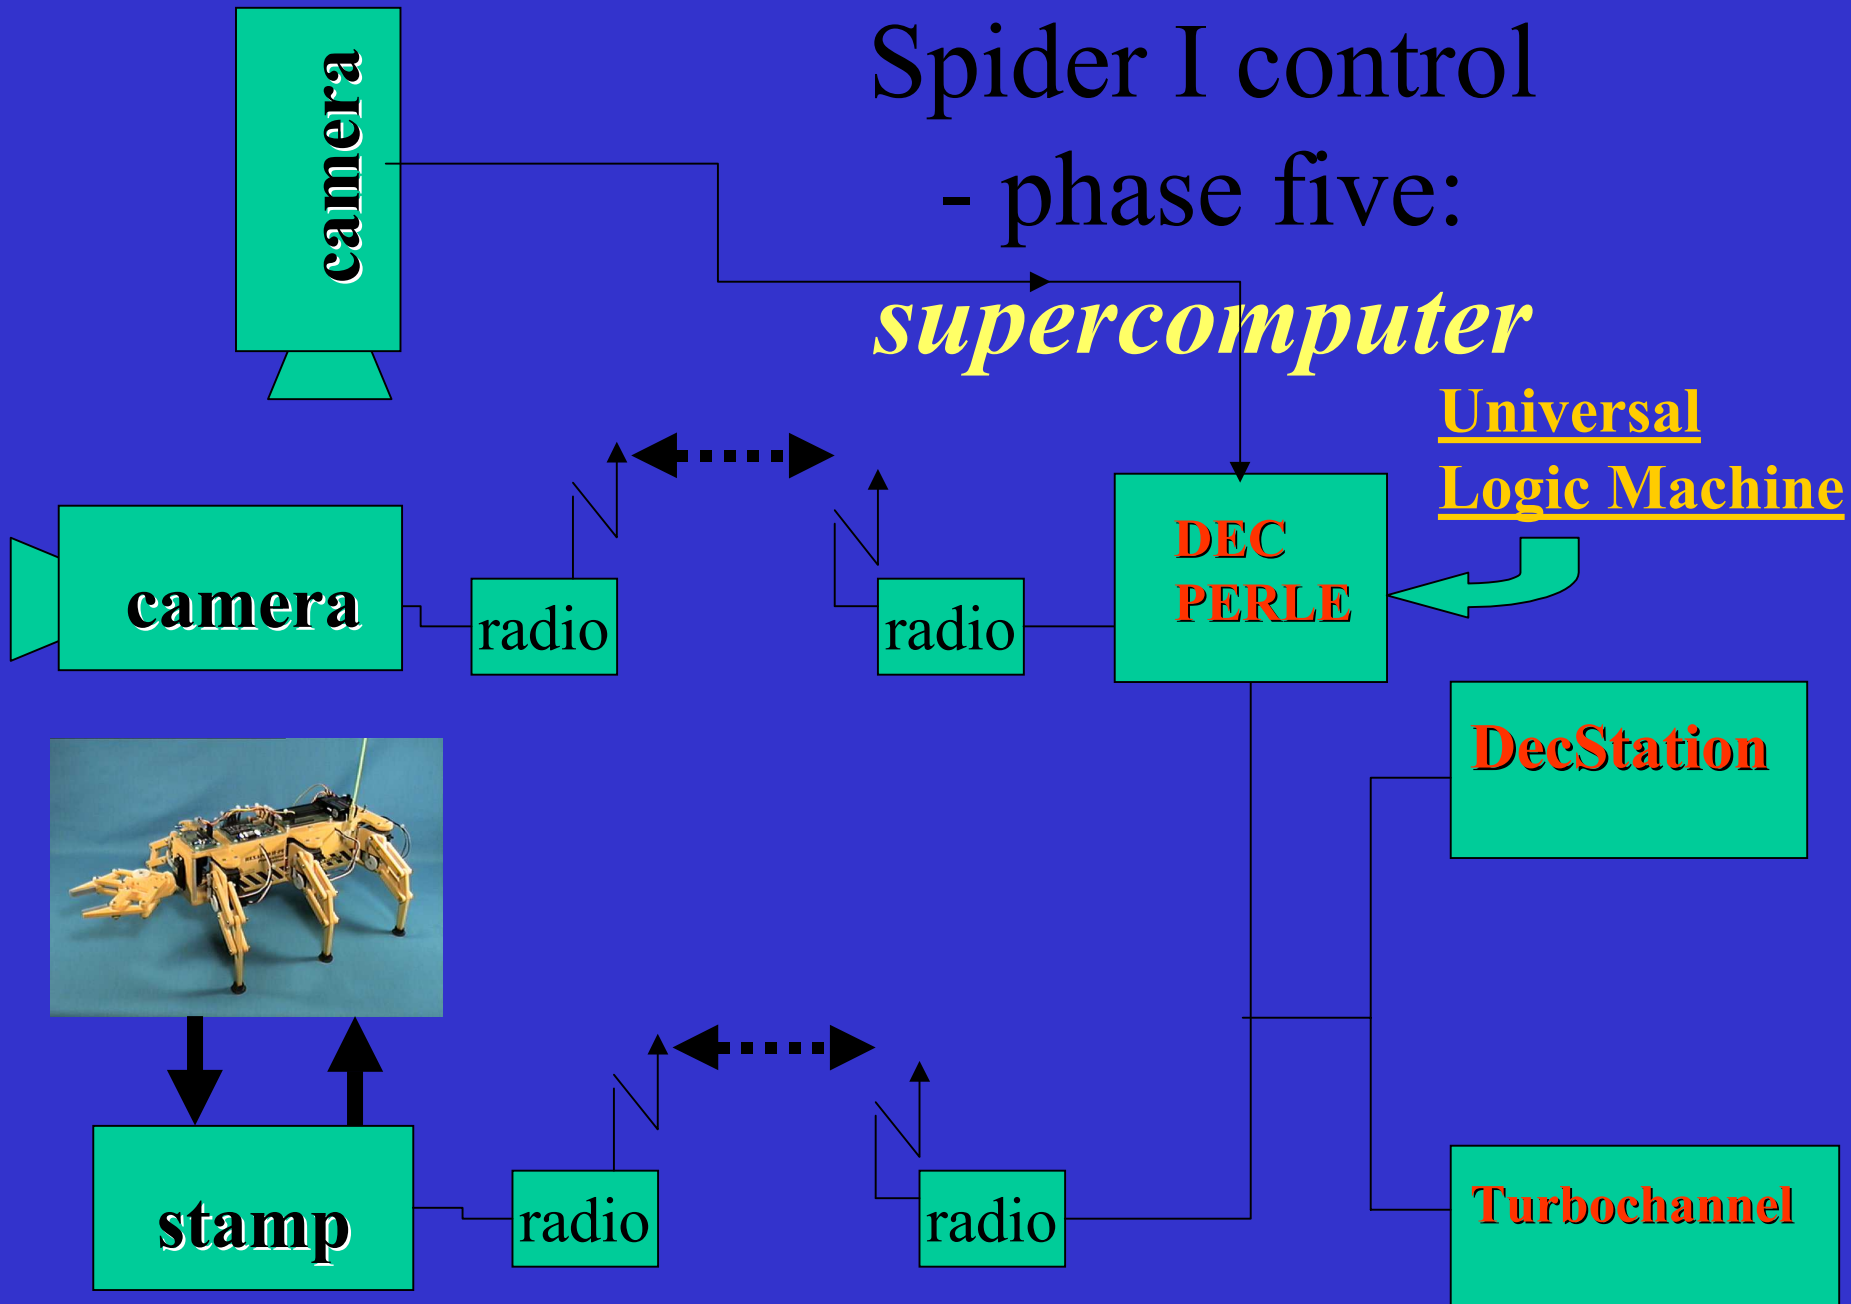 camera
Spider I control
- phase five:
supercomputer
Universal
Logic Machine
camera
radio
radio
DEC
PERLE
DecStation
stamp
radio
radio
Turbochannel